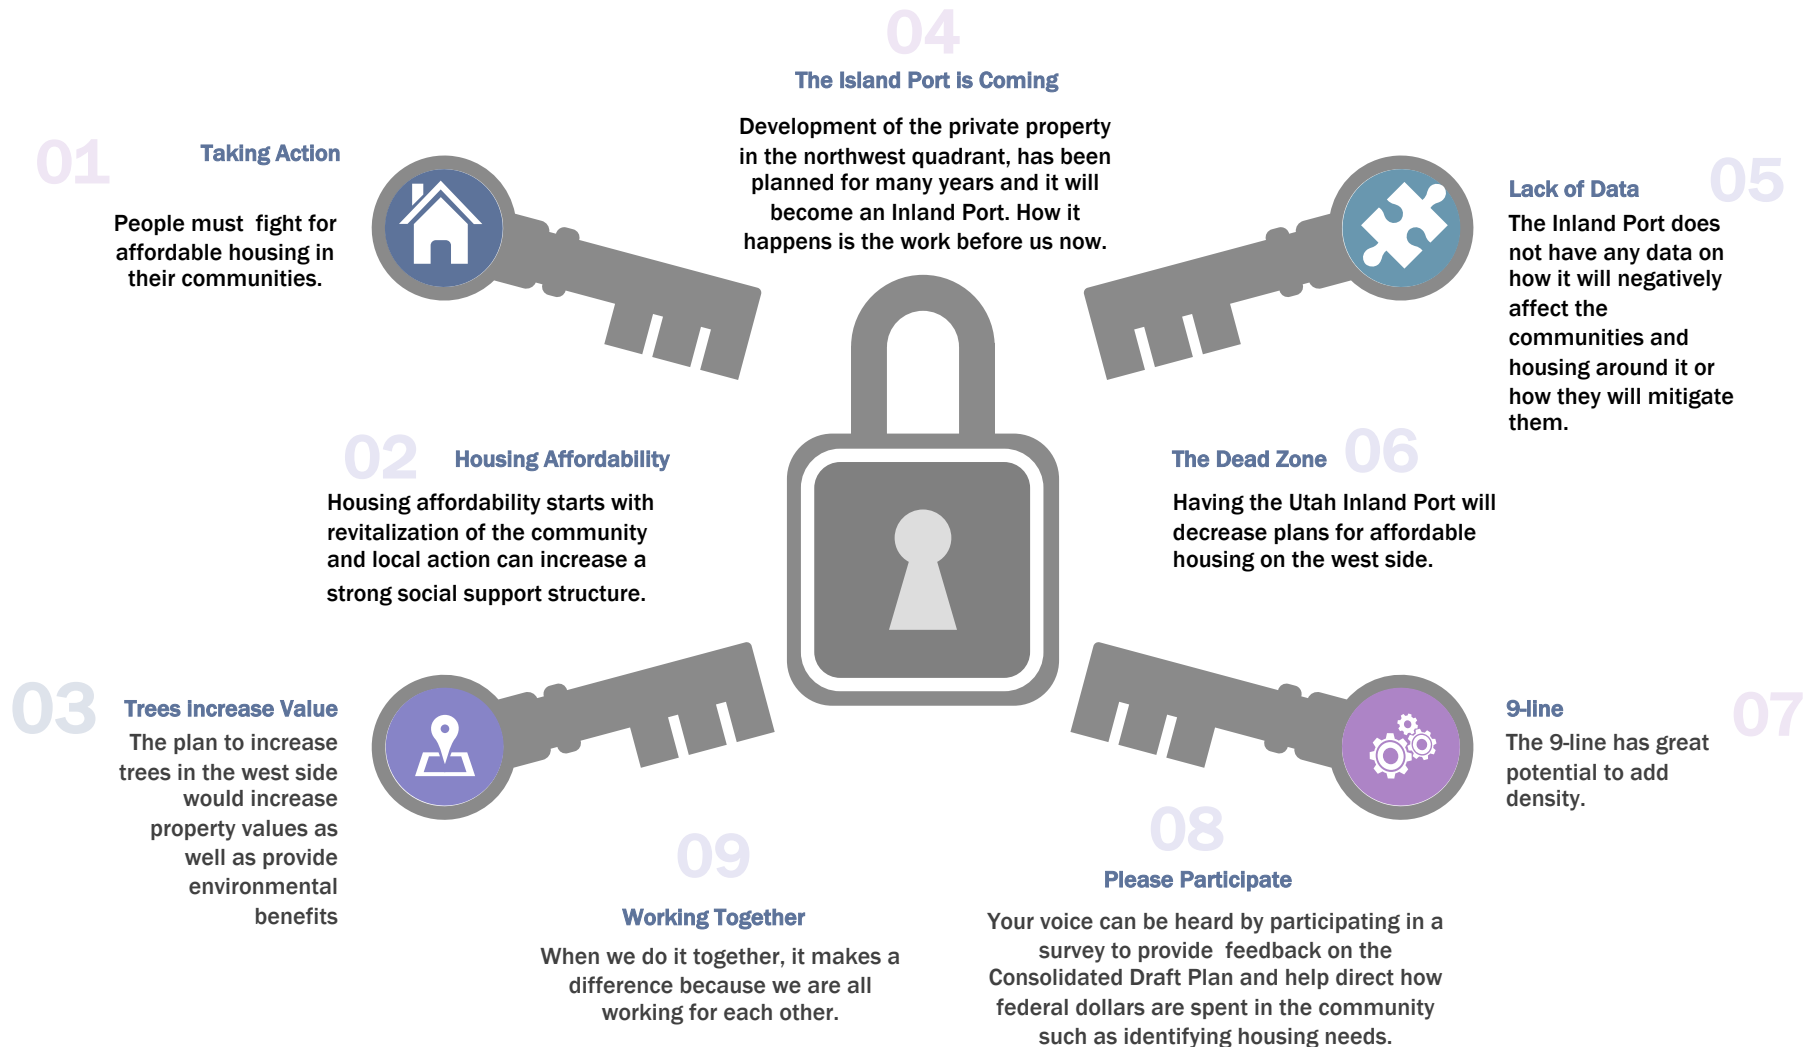 01
Taking Action
People must  fight for
affordable housing in
their communities.
02
Housing Affordability
Housing affordability starts with
revitalization of the community
and local action can increase a
strong social support structure.
03
Trees increase Value
The plan to increase
trees in the west side
would increase
property values as
well as provide
environmental
benefits
04
The Island Port is Coming
Development of the private property
in the northwest quadrant, has been
planned for many years and it will
become an Inland Port. How it
happens is the work before us now.
05
Lack of Data
The Inland Port does
not have any data on
how it will negatively
affect the
communities and
housing around it or
how they will mitigate
them.
06
The Dead Zone
Having the Utah Inland Port will
decrease plans for affordable
housing on the west side.
07
9-line
The 9-line has great
potential to add
density.
08
Please Participate
Your voice can be heard by participating in a
survey to provide  feedback on the
Consolidated Draft Plan and help direct how
federal dollars are spent in the community
such as identifying housing needs.
09
Working Together
When we do it together, it makes a
difference because we are all
working for each other.